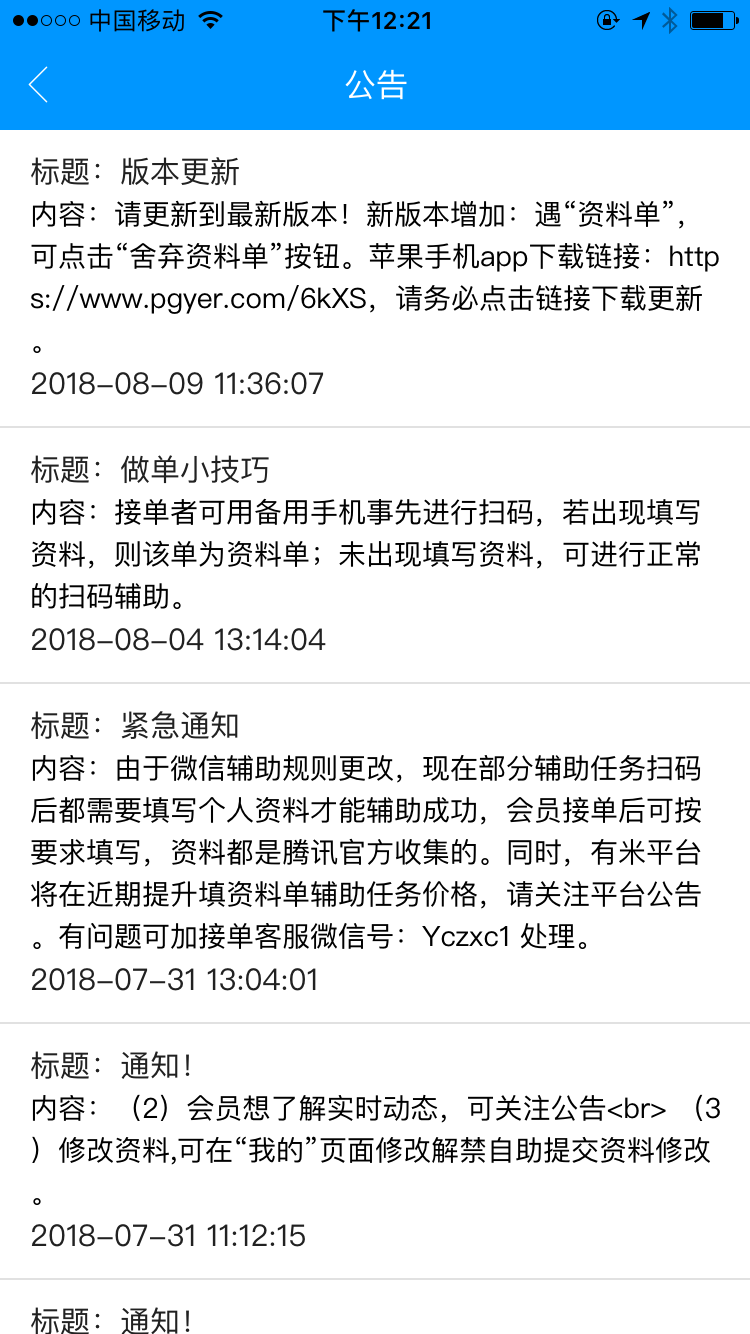 中国移动 下午12:21
公告
标题：版本更新
内容：请更新到最新版本！新版本增加：遇“资料单”，
可点击“舍弃资料单”按钮。苹果手机app下载链接：http
s://www.pgyer.com/6kXS，请务必点击链接下载更新
。
2018-08-09 11:36:07
标题：做单小技巧
内容：接单者可用备用手机事先进行扫码，若出现填写
资料，则该单为资料单；未出现填写资料，可进行正常
的扫码辅助。
2018-08-04 13:14:04
标题：紧急通知
内容：由于微信辅助规则更改，现在部分辅助任务扫码
后都需要填写个人资料才能辅助成功，会员接单后可按
要求填写，资料都是腾讯官方收集的。同时，有米平台
将在近期提升填资料单辅助任务价格，请关注平台公告
。有问题可加接单客服微信号：Yczxc1 处理。
2018-07-31 13:04:01
标题：通知！
内容：（2）会员想了解实时动态，可关注公告<br>（3
）修改资料,可在“我的”页面修改解禁自助提交资料修改
。
2018-07-31 11:12:15
标题：通知！